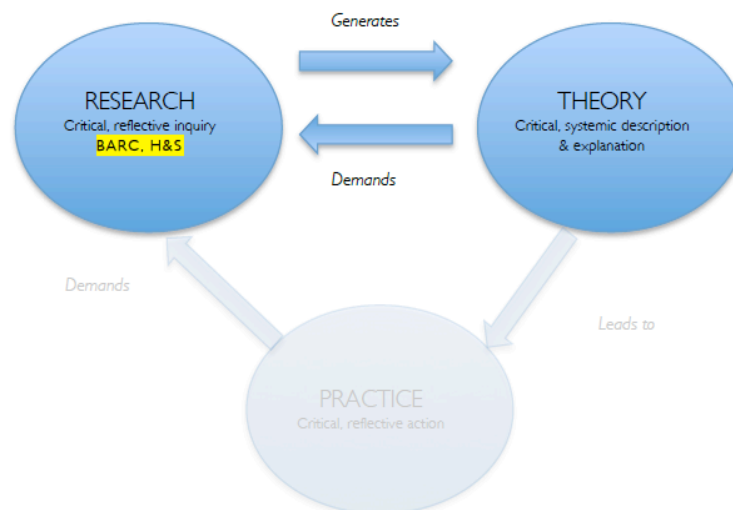 Generates
RESEARCH
Critical, reflective inquiry
BARC, H&S
THEORY
Critical, systemic description
& explanation
Demands
Demands
Leads to
PRACTICE
Critical, reflective action